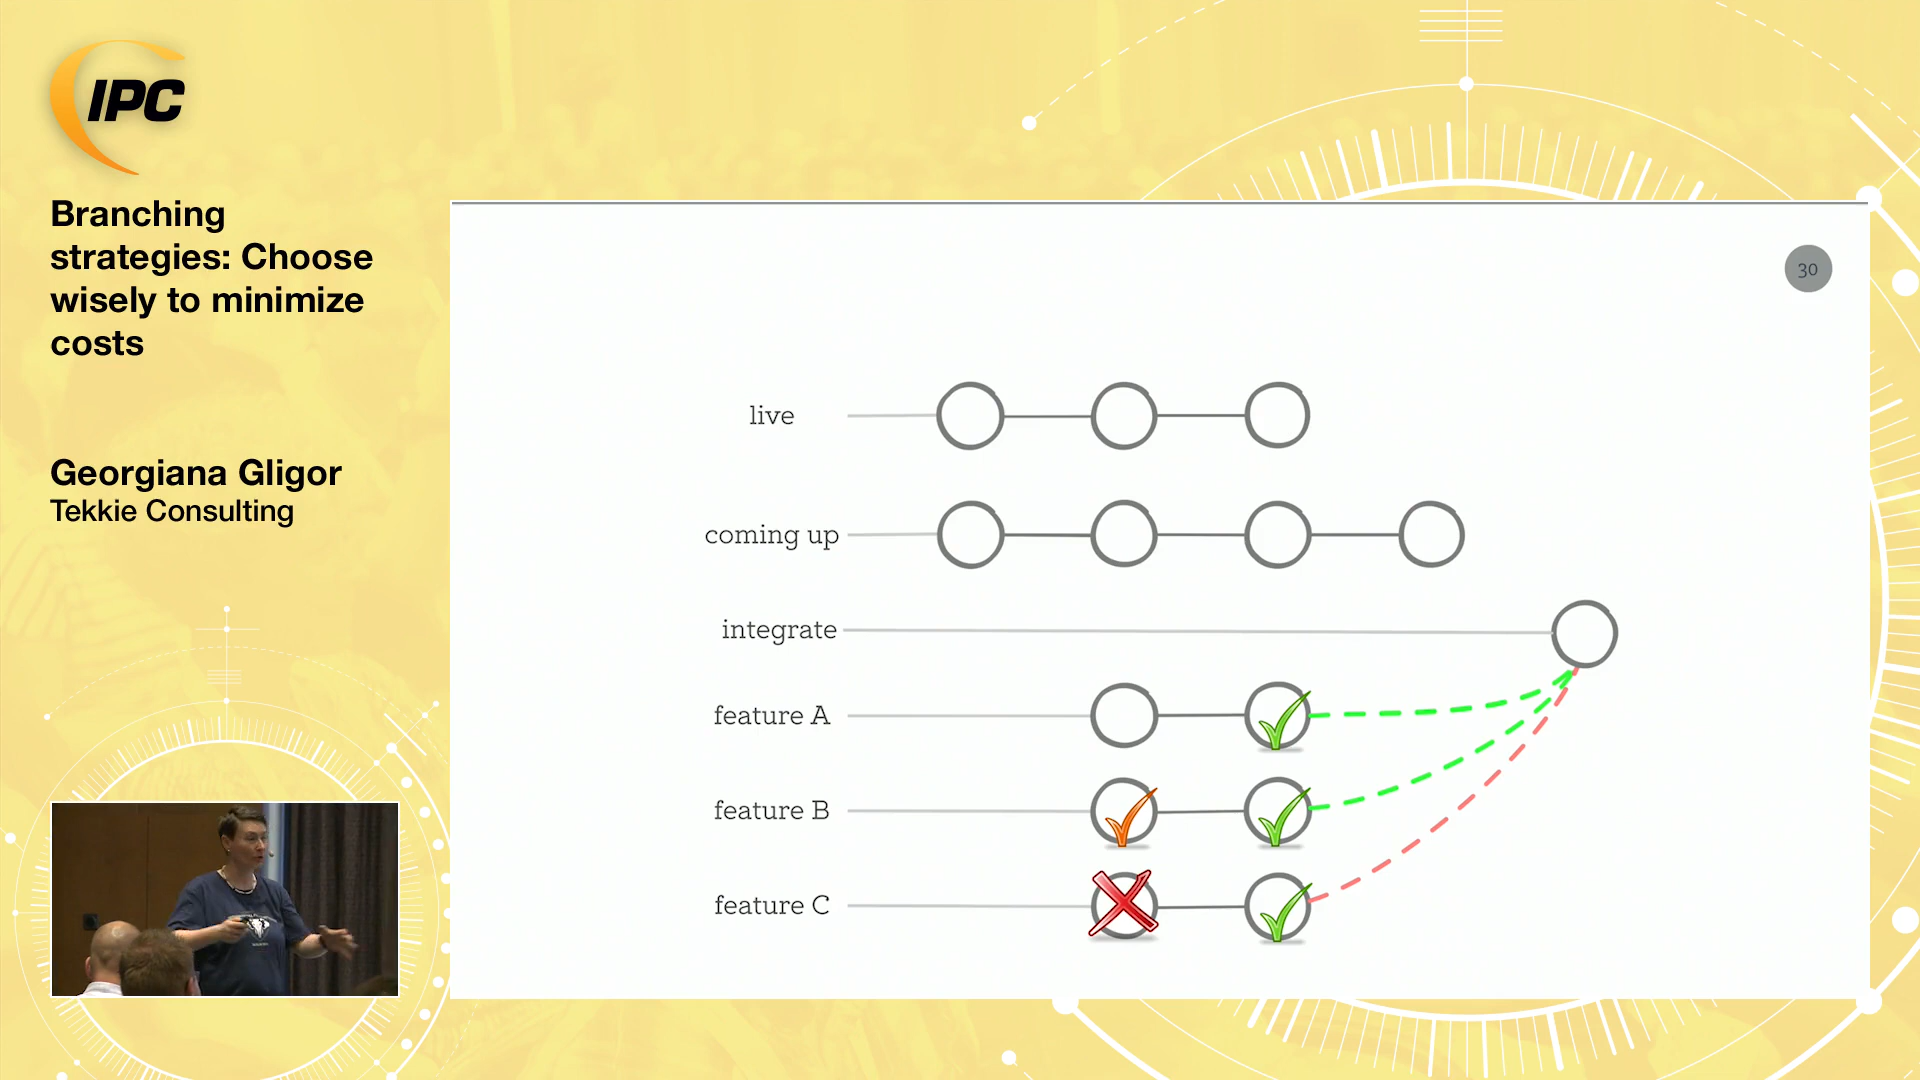 IPC
Branching
strategies: Choose
wisely to minimize
costs
Georgiana Gligor
Tekkie Consulting
30
live
coming up
integrate
feature A
feature B
feature C